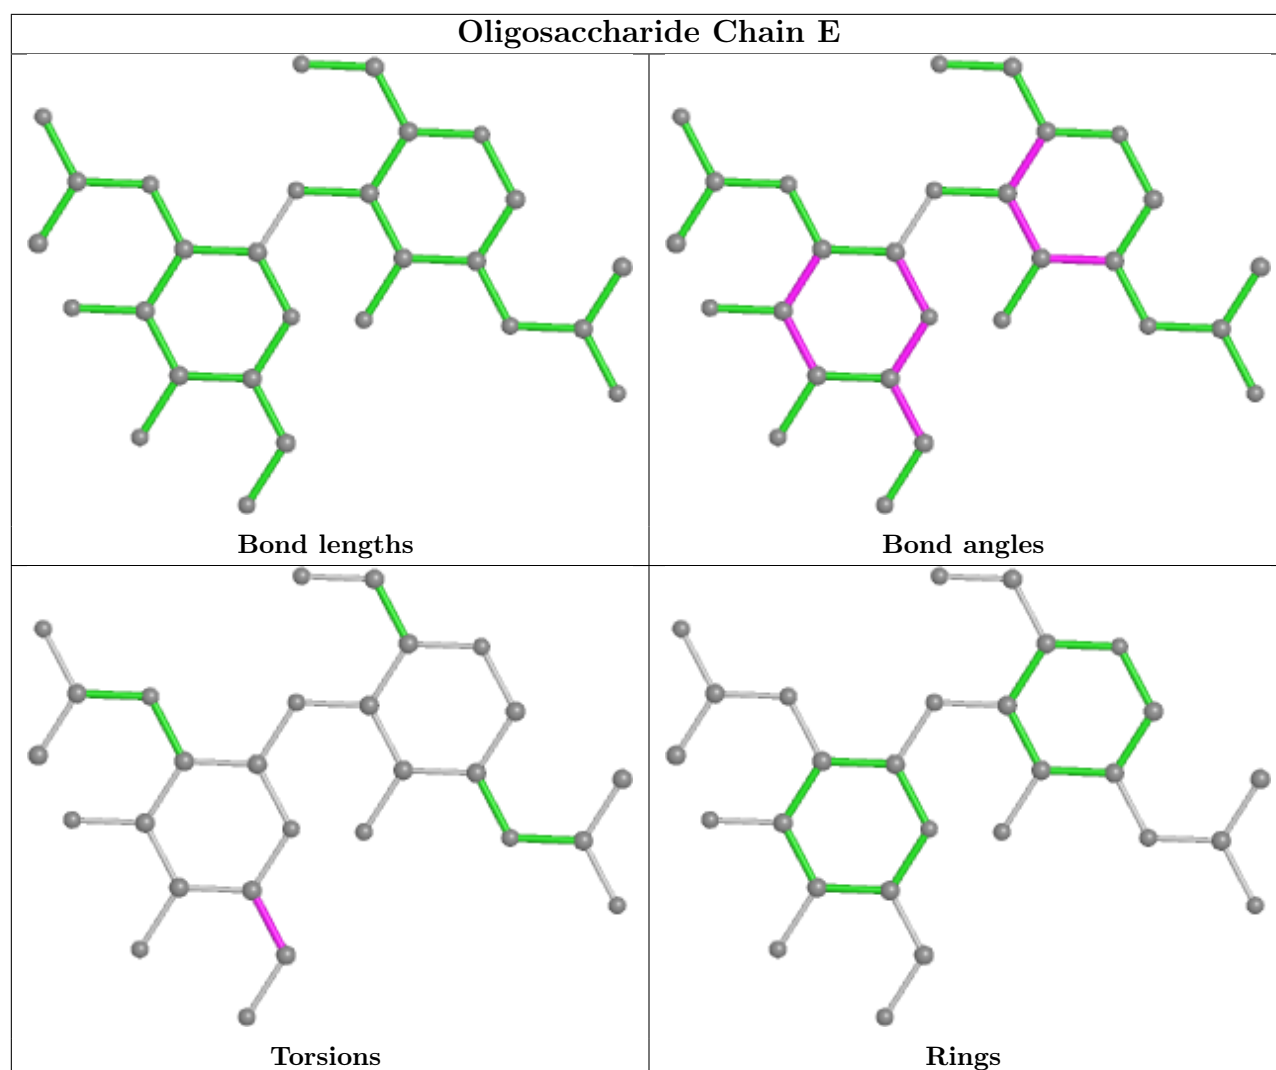 Oligosaccharide Chain E
Bond lengths
Bond angles
Torsions
Rings